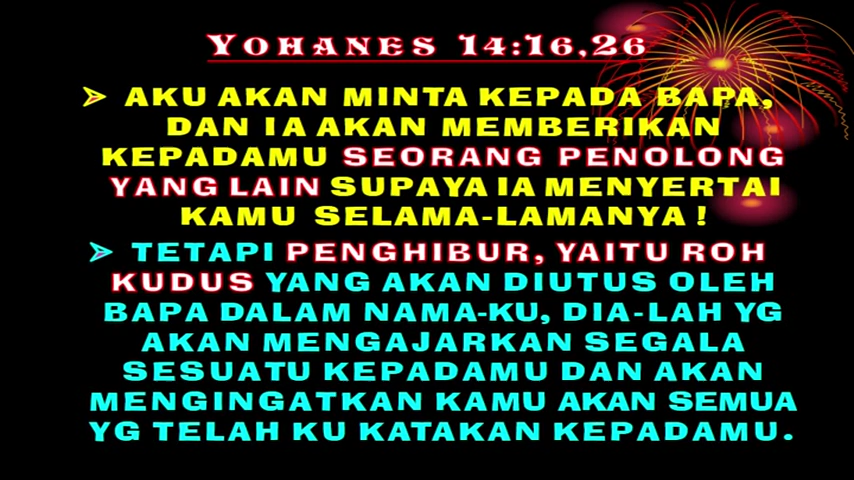 YOHANES 14:16,26
➢ AKU AKAN MINTA KEPADA BAPA,
DAN IA AKAN MEMBERIKAN
KEPADAMU SEORANG PENOLONG
YANG LAIN SUPAYA IA MENYERTAI
KAMU SELAMA-LAMANYA !
➢ TETAPI PENGHIBUR, YAITU ROH
KUDUS YANG AKAN DIUTUS OLEH
BAPA DALAM NAMA-KU, DIA-LAH YG
AKAN MENGAJARKAN SEGALA
SESUATU KEPADAMU DAN AKAN
MENGINGATKAN KAMU AKAN SEMUA
YG TELAH KU KATAKAN KEPADAMU.